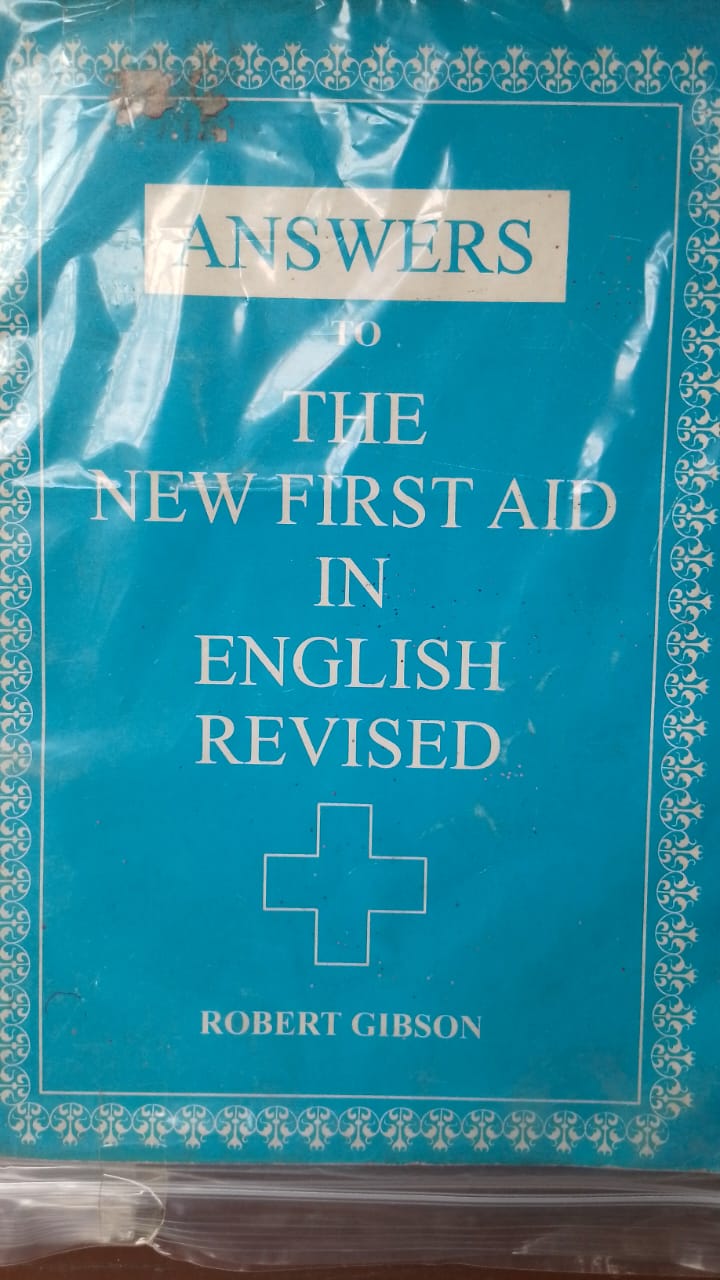 ANSWERS
TO
THE
NEW FIRST AID
IN
ENGLISH
REVISED
ROBERT GIBSON